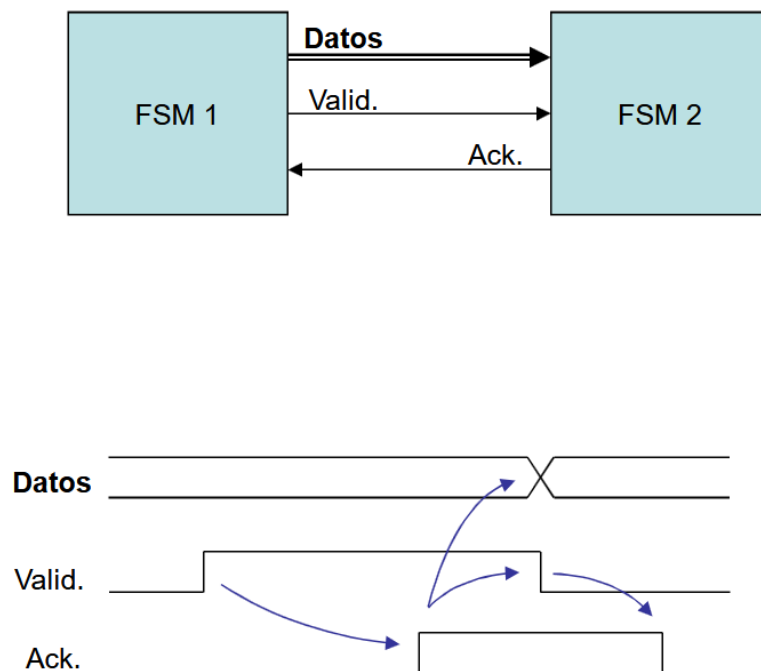 Datos
FSM 1
Valid.
FSM 2
Ack.
Datos
Valid.
Ack.